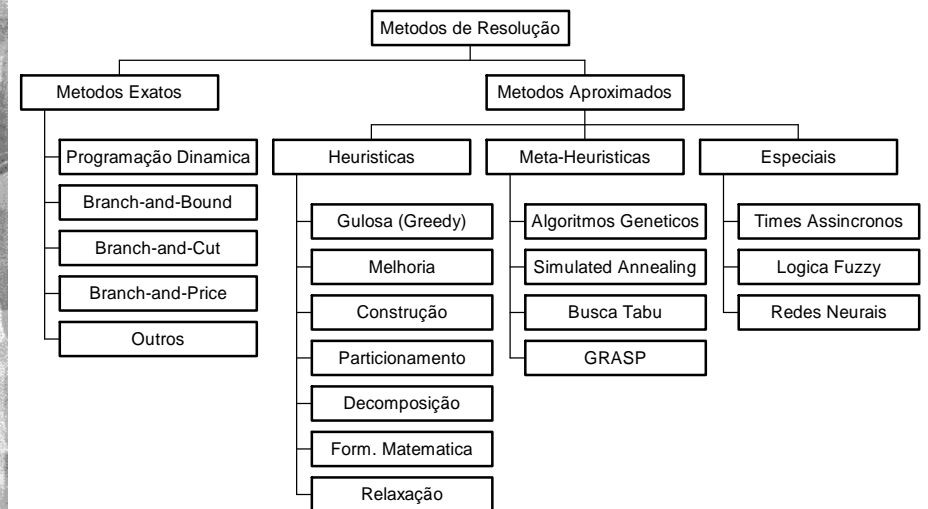 Metodos de Resolução
Metodos Exatos
Metodos Aproximados
Programação Dinamica
Branch-and-Bound
Branch-and-Cut
Branch-and-Price
Outros
Heuristicas
Gulosa (Greedy)
Melhoria
Construção
Particionamento
Decomposição
Form. Matematica
Relaxação
Meta-Heuristicas
Algoritmos Geneticos
Simulated Annealing
Busca Tabu
GRASP
Especiais
Times Assincronos
Logica Fuzzy
Redes Neurais